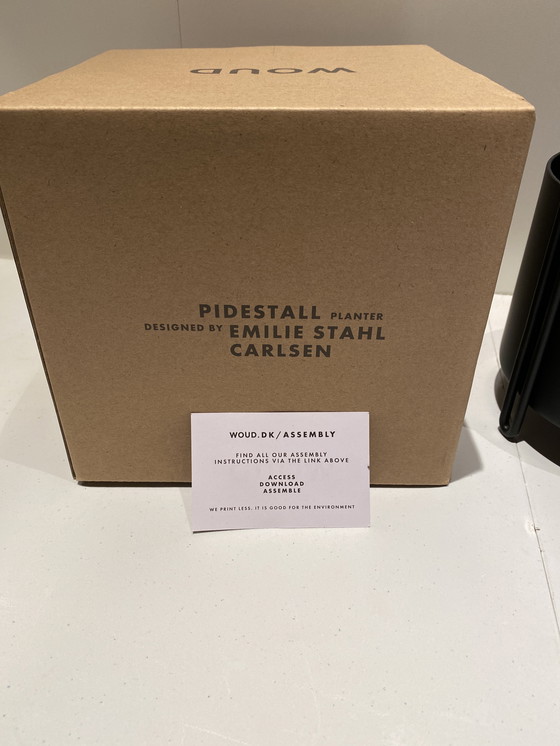 WOUD
PIDESTALL PLANTER
DESIGNED BY EMILIE STAHL
CARLSEN
WOUD.DK/ASSEMBLY
FIND ALL OUR ASSEMBLY
INSTRUCTIONS VIA THE LINK ABOVE
ACCESS
DOWNLOAD
ASSEMBLE
WE PRINT LESS, IT IS GOOD FOR THE ENVIRONMENT